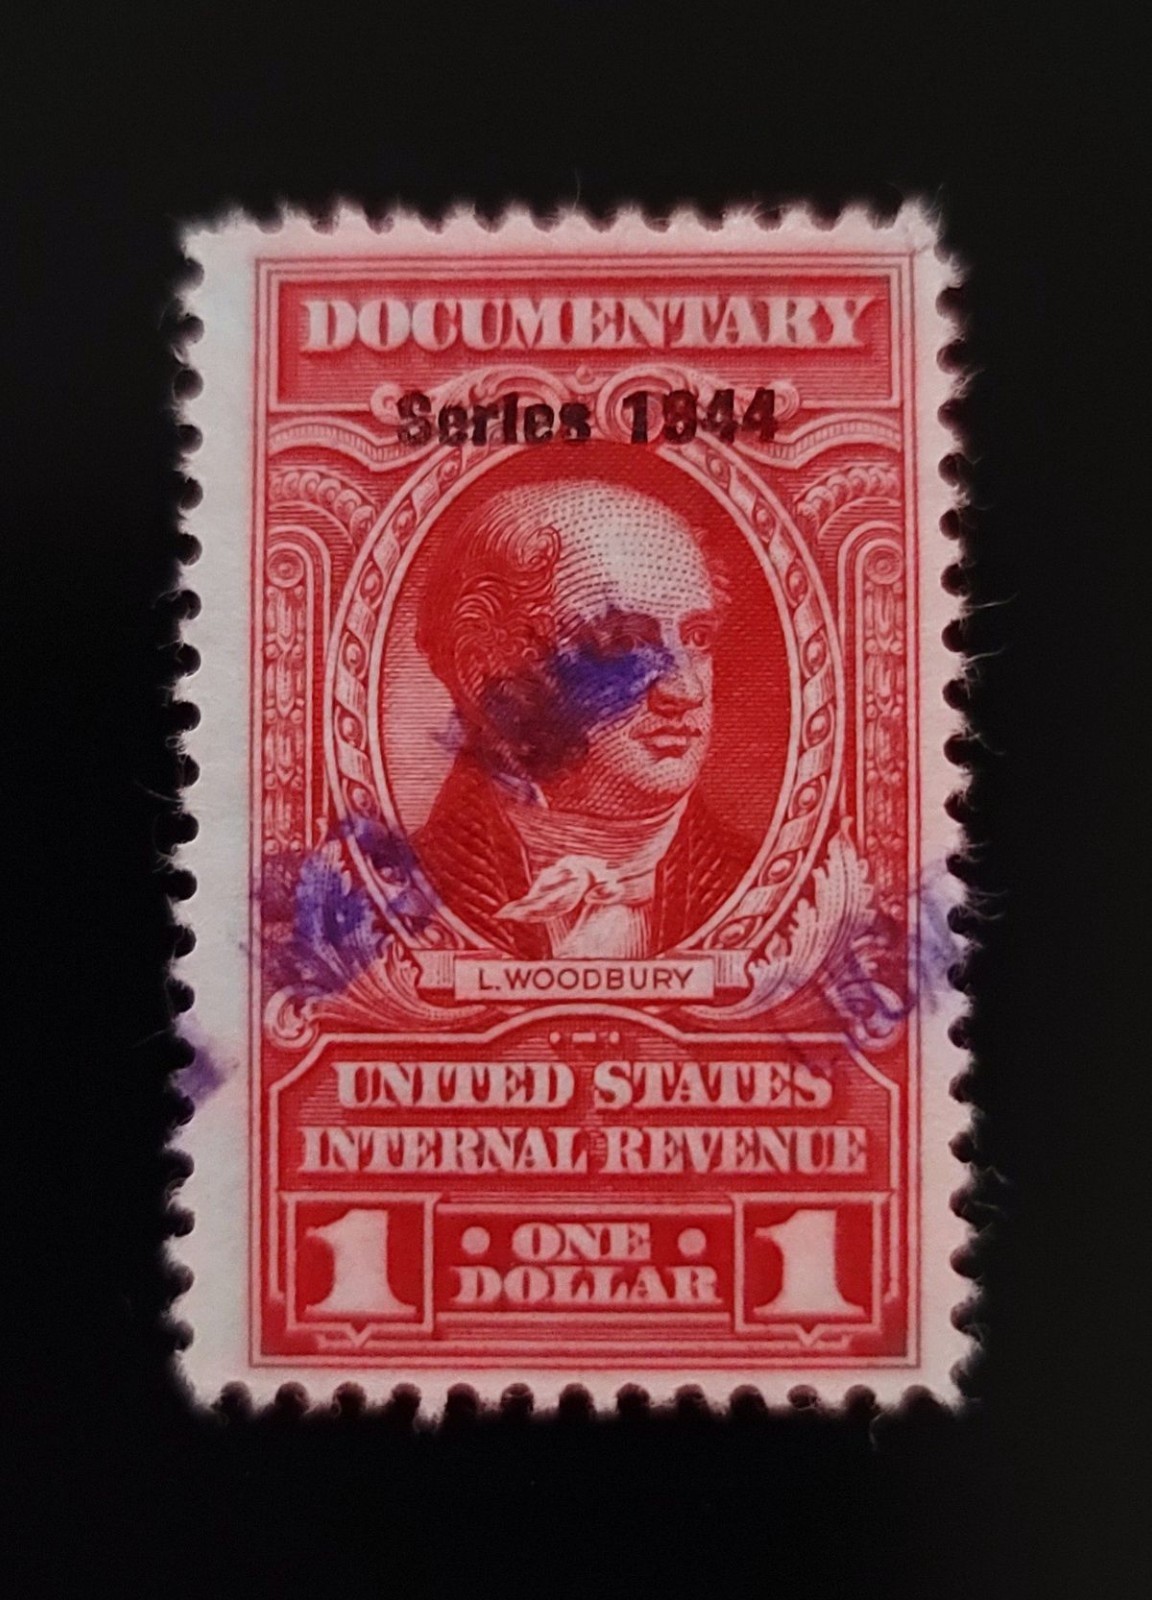 DOCUMENTARY
Series 1944
L. WOODBURY
UNITED STATES
INTERNAL REVENUE
1 • ONE • 1
DOLLAR